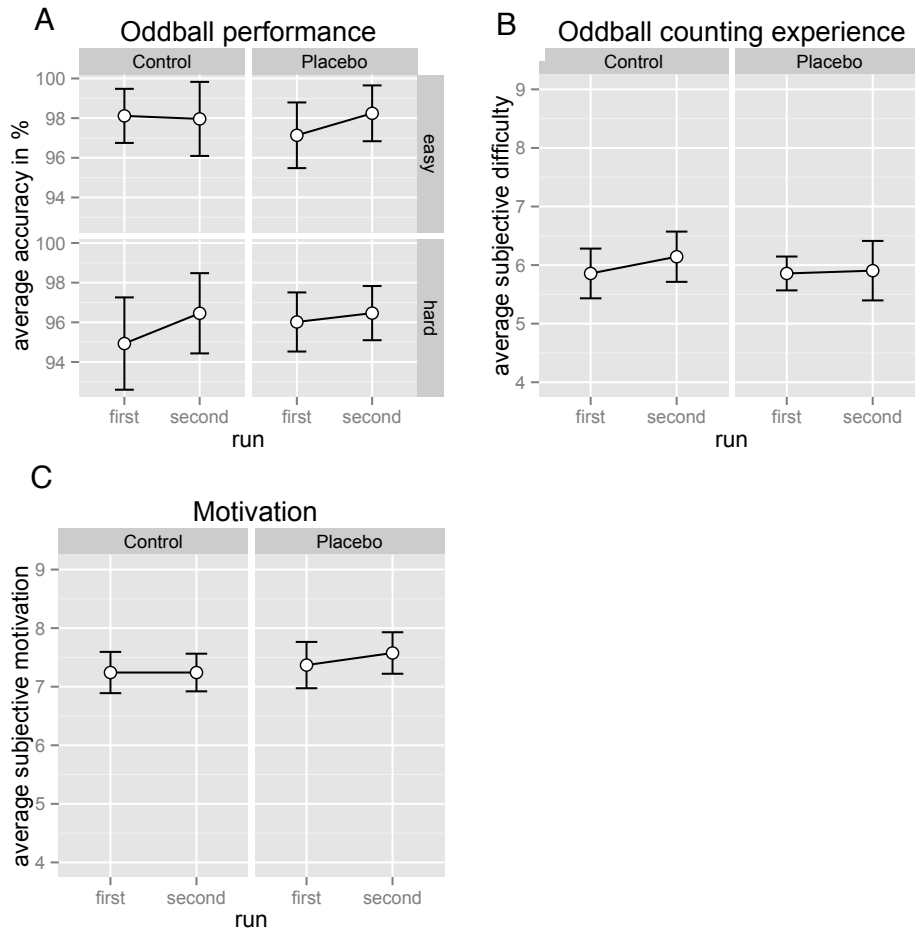 A
Oddball performance
Control
Placebo
average accuracy in %
100
98
96
94
easy
100
98
96
94
hard
first
second
first
second
run
B
Oddball counting experience
Control
Placebo
average subjective difficulty
9
8
7
6
5
4
first
second
first
second
run
C
Motivation
Control
Placebo
average subjective motivation
9
8
7
6
5
4
first
second
first
second
run